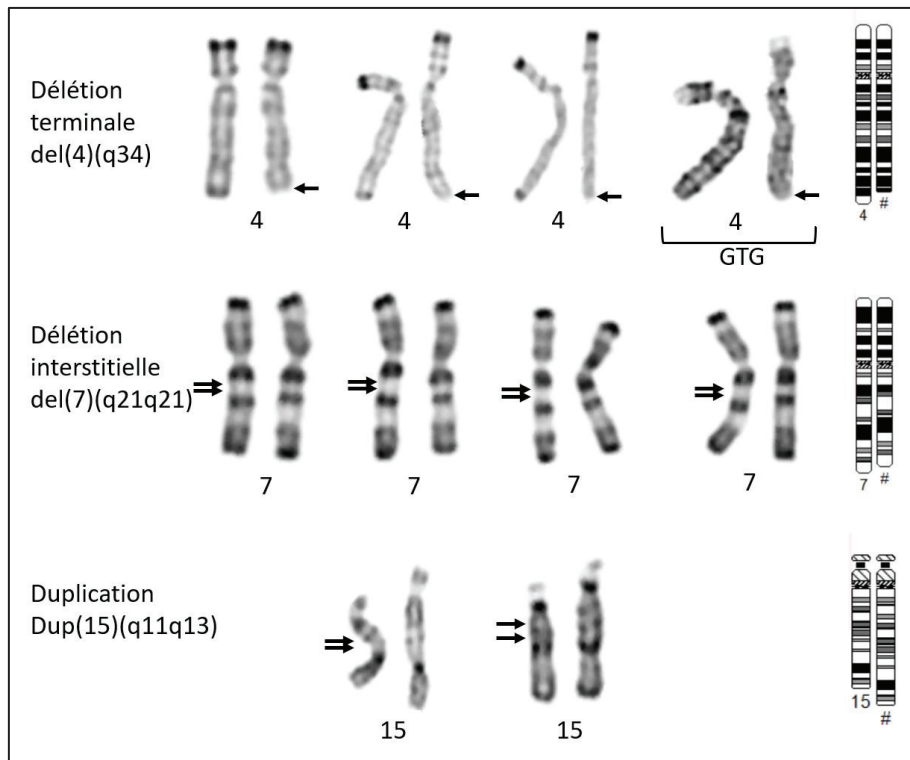 Délétion
terminale
del(4)(q34)
4
4
4
4
GTG
4
#
Délétion
interstitielle
del(7)(q21q21)
7
7
7
7
7
#
Duplication
Dup(15)(q11q13)
15
15
15
#